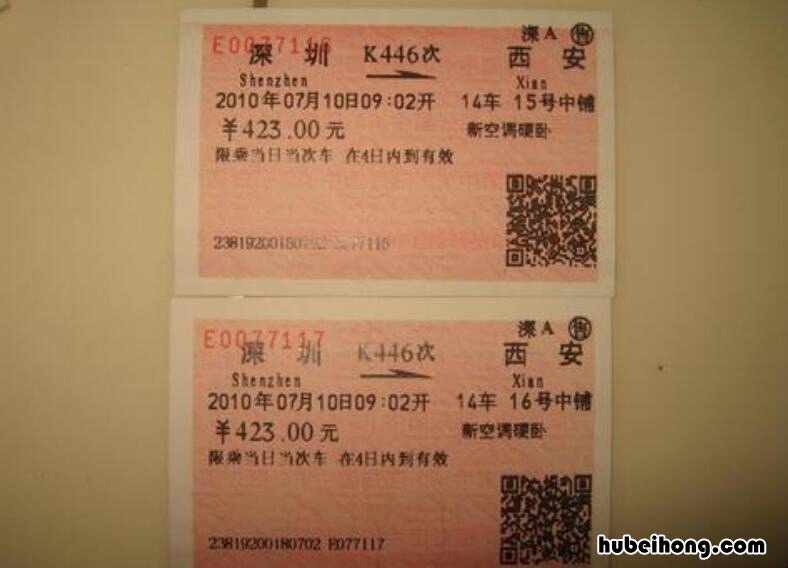 E0077116
深A 售
深 圳 K446次 西 安
Shenzhen Xian
2010年07月10日09:02开 14车 15号中铺
￥423.00元 新空调硬卧
限乘当日当次车 在4日内到有效
E0077117
深A 售
深 圳 K446次 西 安
Shenzhen Xian
2010年07月10日09:02开 14车 16号中铺
￥423.00元 新空调硬卧
限乘当日当次车 在4日内到有效
23819200180702 E077117
hubeihong.com